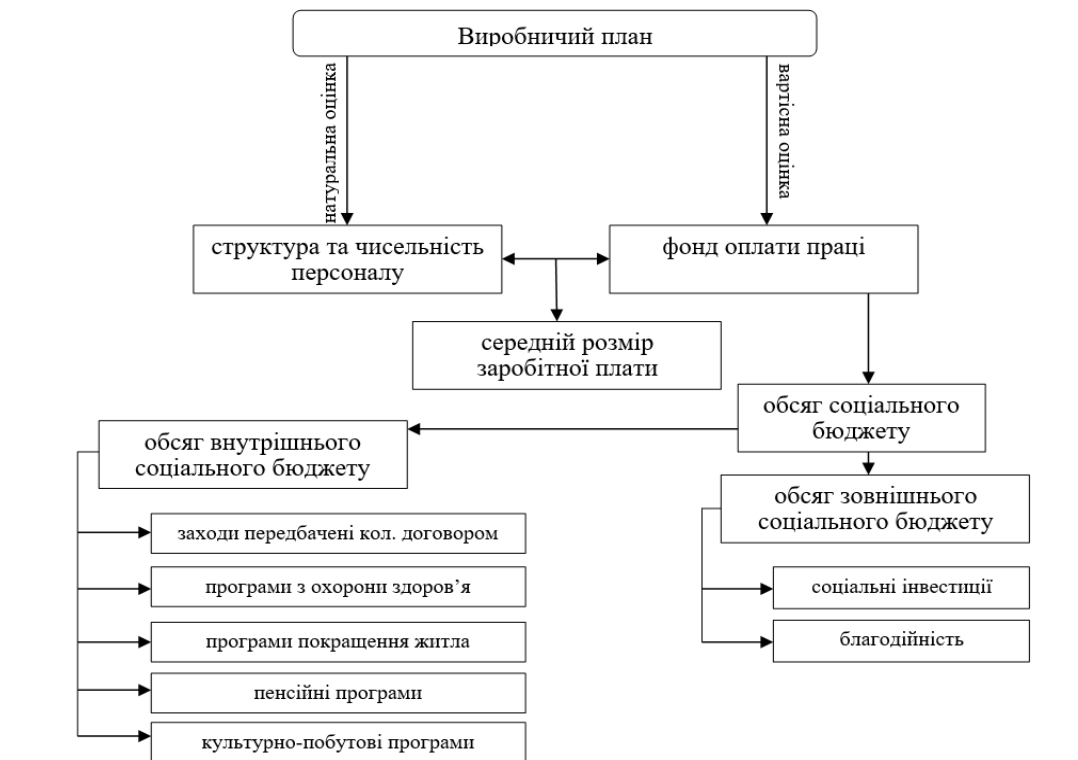 Виробничий план
натуральна оцінка
вартісна оцінка
структура та чисельність
персоналу
фонд оплати праці
середній розмір
заробітної плати
обсяг соціального
бюджету
обсяг внутрішнього
соціального бюджету
обсяг зовнішнього
соціального бюджету
заходи передбачені кол. договором
програми з охорони здоров’я
програми покращення житла
пенсійні програми
культурно-побутові програми
соціальні інвестиції
благодійність